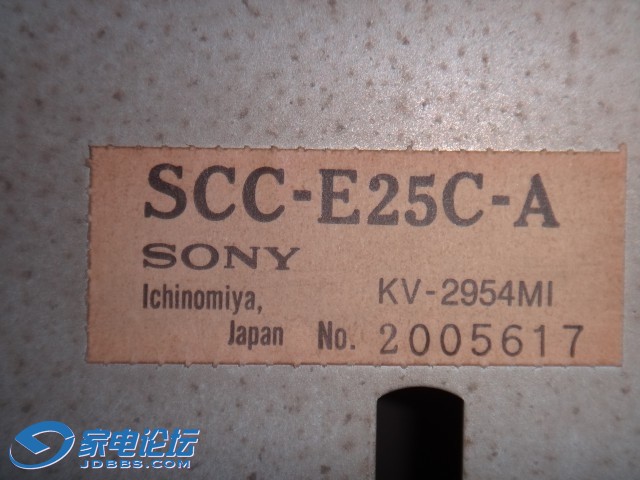 SCC-E25C-A
SONY
Ichinomiya,
KV-2954MI
Japan No. 2005617
家电论坛
JDBBS.COM